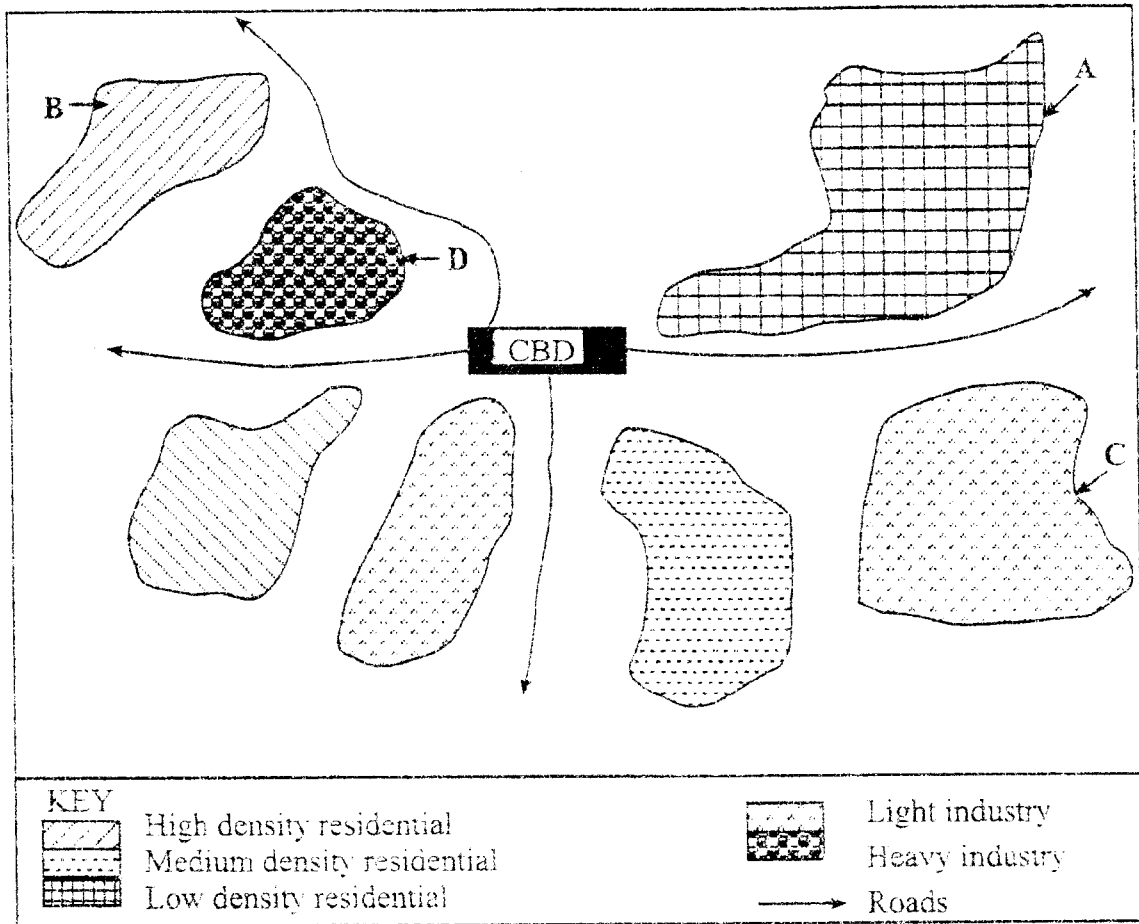 A
B
D
CBD
C
KEY
High density residential
Medium density residential
Low density residential
Light industry
Heavy industry
Roads